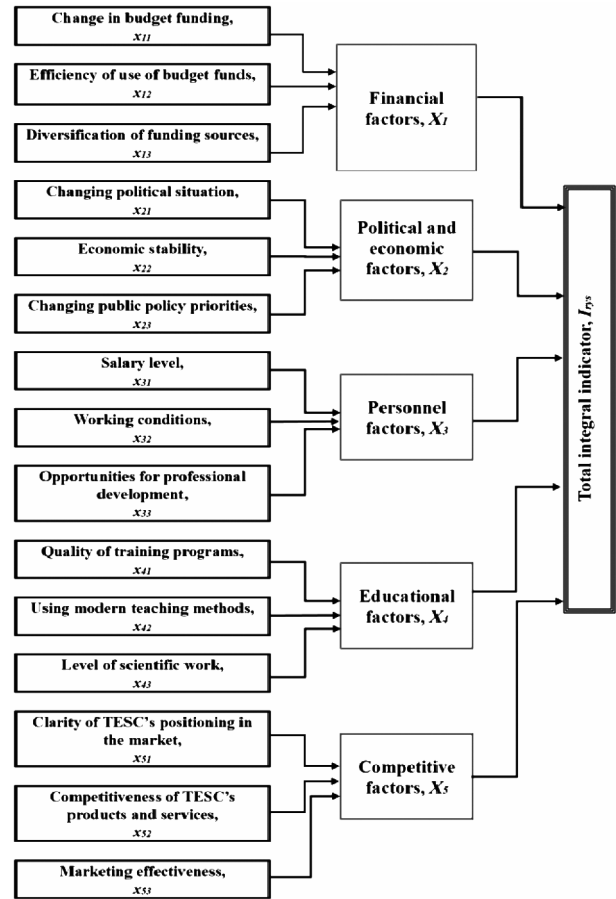 Change in budget funding,
x11
Efficiency of use of budget funds,
x12
Diversification of funding sources,
x13
Financial
factors, X1
Changing political situation,
x21
Economic stability,
x22
Changing public policy priorities,
x23
Political and
economic
factors, X2
Salary level,
x31
Working conditions,
x32
Opportunities for professional
development,
x33
Personnel
factors, X3
Quality of training programs,
x41
Using modern teaching methods,
x42
Level of scientific work,
x43
Educational
factors, X4
Clarity of TESC's positioning in
the market,
x51
Competitiveness of TESC's
products and services,
x52
Marketing effectiveness,
x53
Competitive
factors, X5
Total integral indicator, Irys